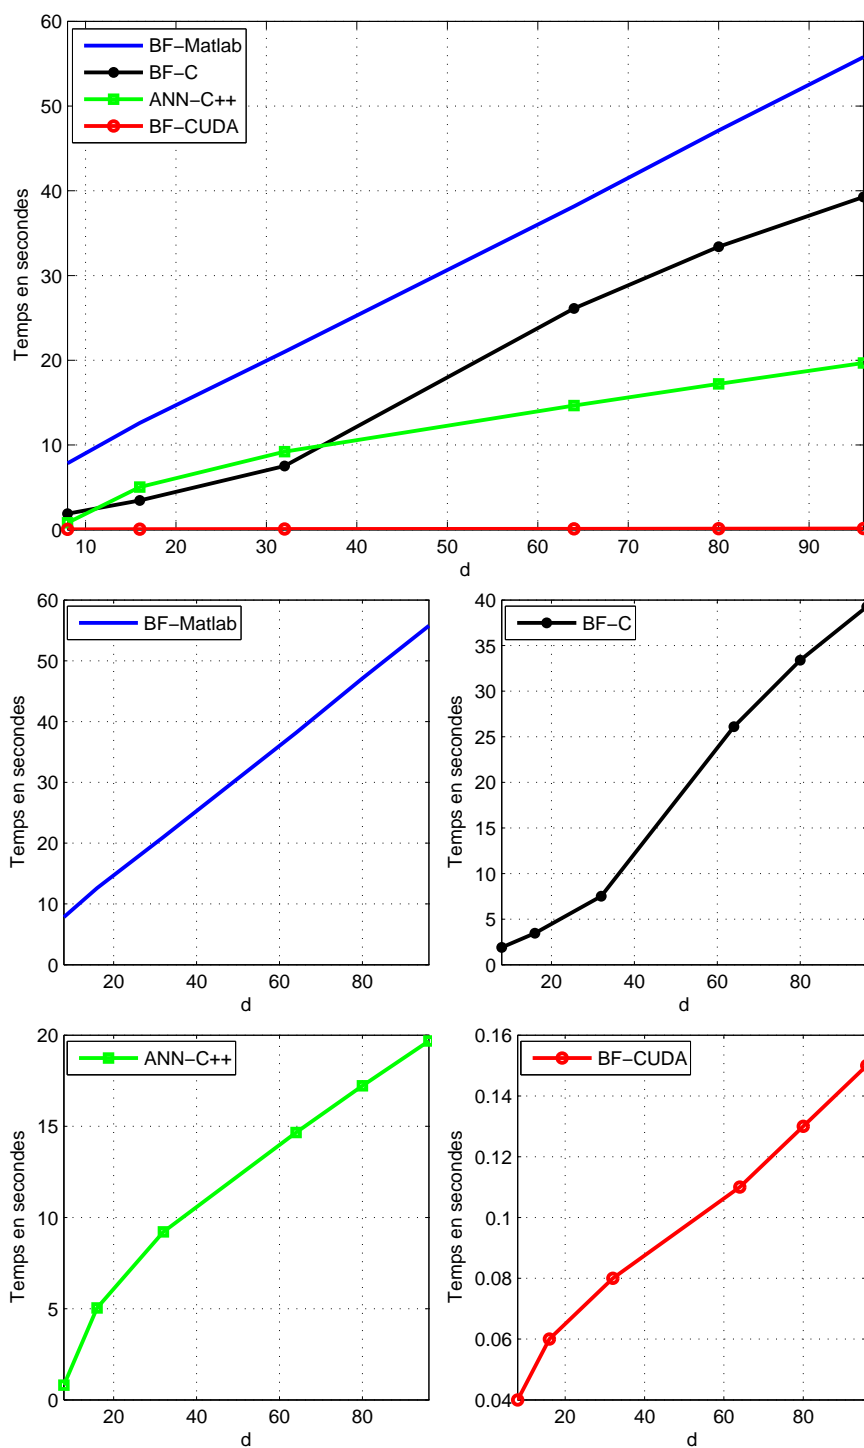 BF−Matlab
BF−C
ANN−C++
BF−CUDA
60
50
40
30
20
10
0
Temps en secondes
10 20 30 40 50 60 70 80 90
d
BF−Matlab
60
50
40
30
20
10
0
Temps en secondes
20 40 60 80
d
BF−C
40
35
30
25
20
15
10
5
0
Temps en secondes
20 40 60 80
d
ANN−C++
20
15
10
5
0
Temps en secondes
20 40 60 80
d
BF−CUDA
0.16
0.14
0.12
0.1
0.08
0.06
0.04
Temps en secondes
20 40 60 80
d